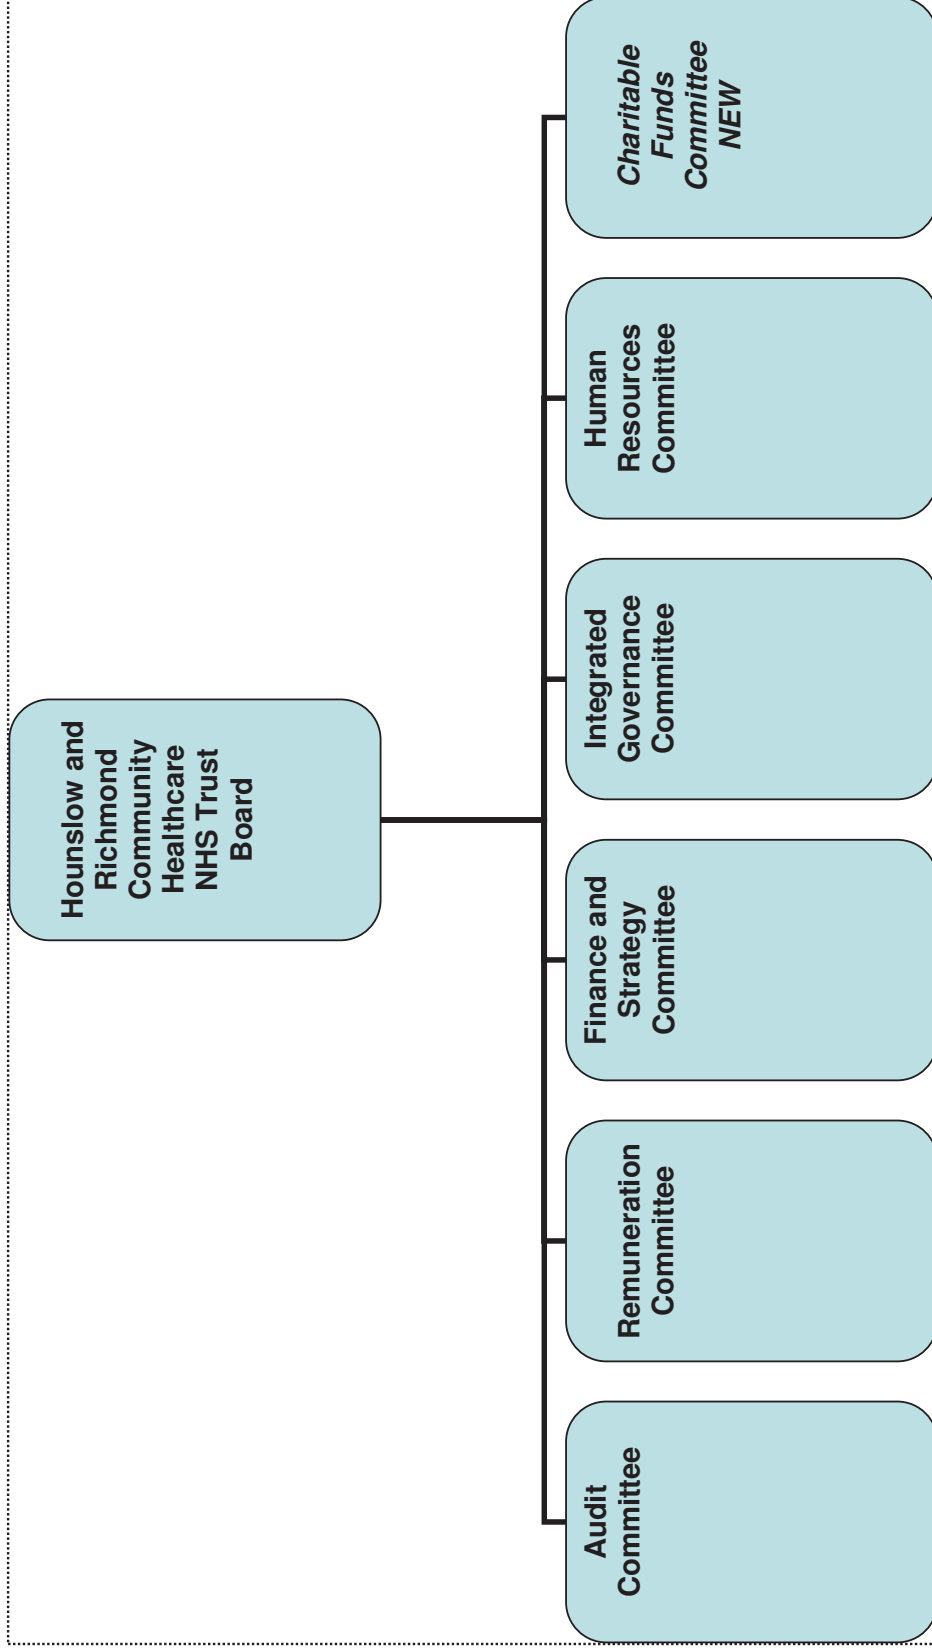 Hounslow and
Richmond
Community
Healthcare
NHS Trust
Board
Audit
Committee
Remuneration
Committee
Finance and
Strategy
Committee
Integrated
Governance
Committee
Human
Resources
Committee
Charitable
Funds
Committee
NEW